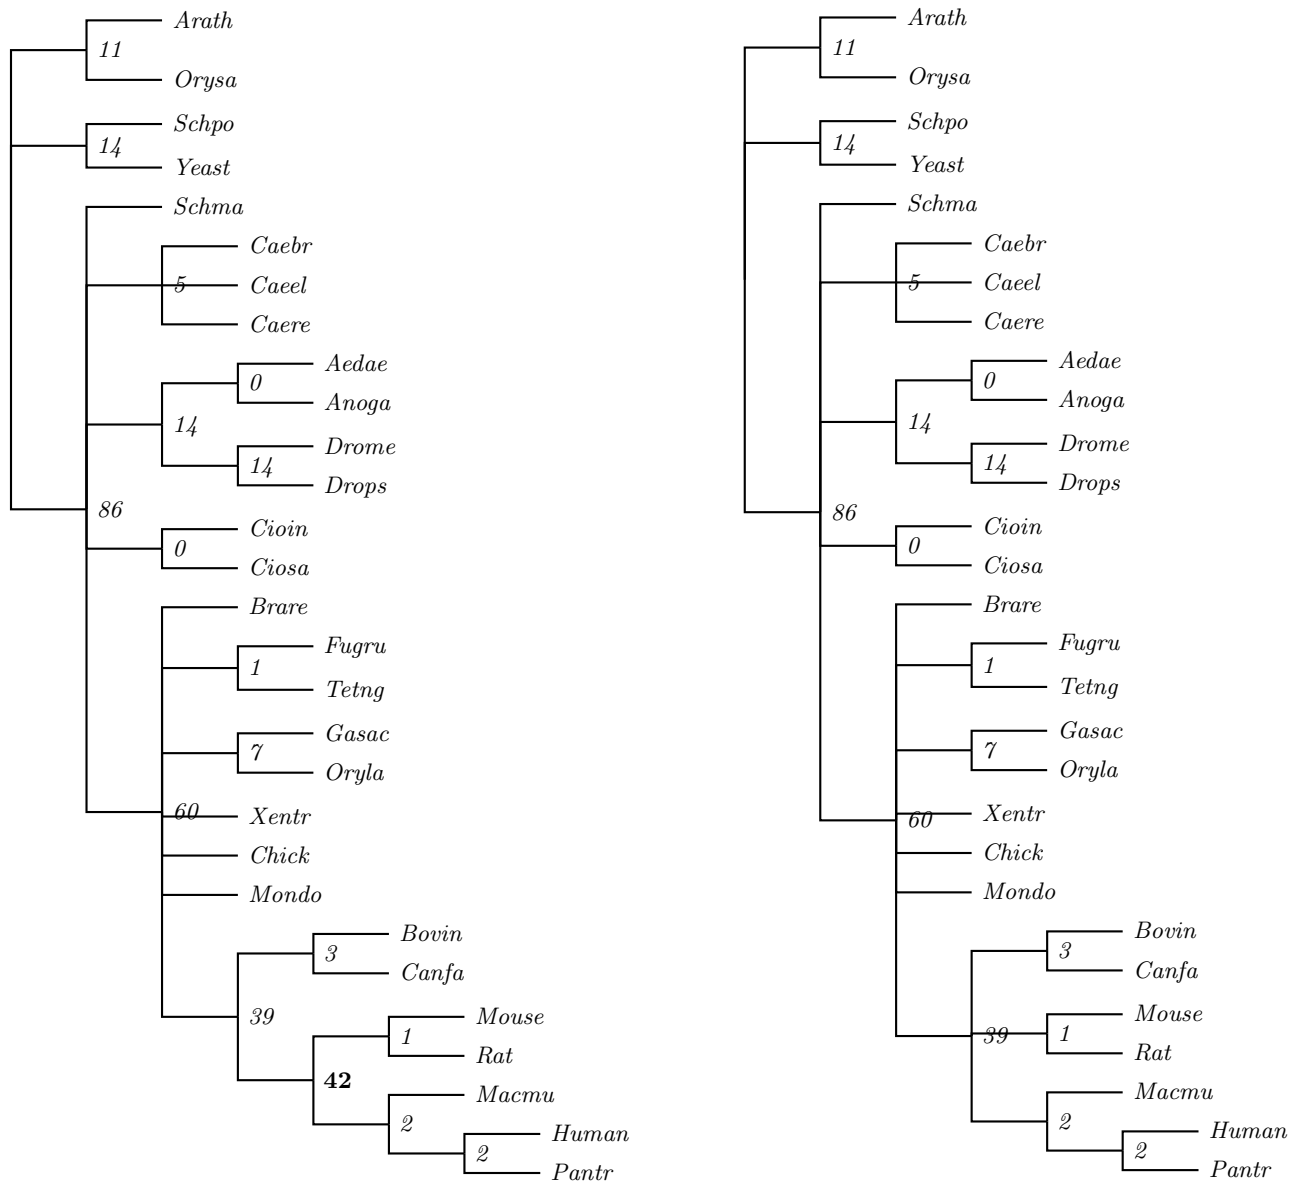 Arath
11
Orysa
Schpo
14
Yeast
Schma
Caebr
5
Caeel
Caere
Aedae
0
Anoga
14
Drome
14
Drops
86
Cioin
0
Ciosa
Brare
Fugru
1
Tetng
Gasac
7
Oryla
60
Xentr
Chick
Mondo
Bovin
3
Canfa
39
Mouse
1
Rat
42
Macmu
2
Human
2
Pantr
Arath
11
Orysa
Schpo
14
Yeast
Schma
Caebr
5
Caeel
Caere
Aedae
0
Anoga
14
Drome
14
Drops
86
Cioin
0
Ciosa
Brare
Fugru
1
Tetng
Gasac
7
Oryla
Xentr
60
Chick
Mondo
Bovin
3
Canfa
Mouse
39
1
Rat
Macmu
2
Human
2
Pantr